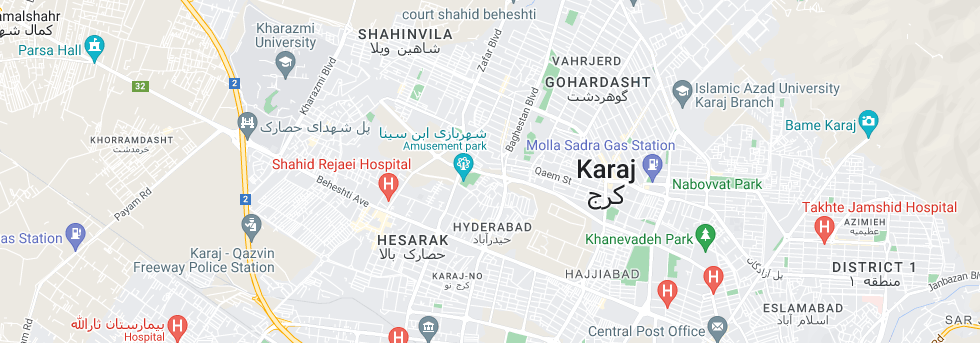 malshahr
کمال شهر
Parsa Hall
32
KHORRAMDASHT
خرمدشت
Payam Rd
as Station
am Rd
بیمارستان ثارالله
Hospital
Kharazmi
University
2
پل شهدای حصارک
2
Karaj - Qazvin
Freeway Police Station
court shahid beheshti
SHAHINVILA
شاهین ویلا
Kharazmi Blvd
Zafar Blvd
شهربازی ابن سینا
Amusement park
Shahid Rejaei Hospital
Beheshti Ave
HESARAK
حصارک بالا
HYDERABAD
حیدرآباد
KARAJ-NO
کرج نو
VAHRJERD
GOHARDASHT
گوهردشت
Baghestan Blvd
Molla Sadra Gas Station
Qaem St
Karaj
کرج
Nabovvat Park
Khanevadeh Park
HAJJIABAD
Central Post Office
Islamic Azad University
Karaj Branch
Bame Karaj
Takhte Jamshid Hospital
AZIMIEH
عظیمیه
پل آزادگان
DISTRICT 1
منطقه ۱
Janbazan Blv
ESLAMABAD
اسلام آباد
SAR J